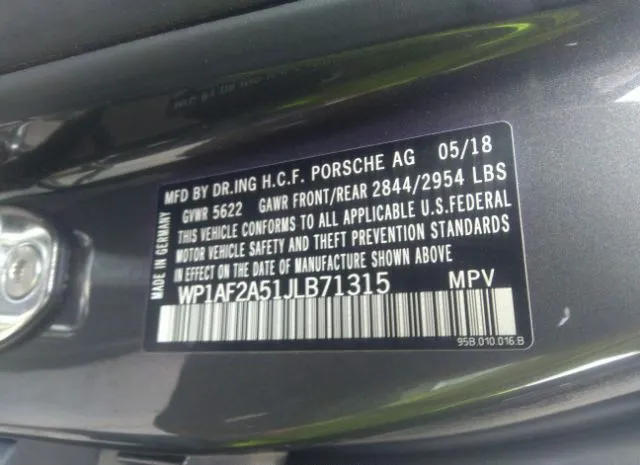 MFD BY DR.ING H.C.F. PORSCHE AG 05/18
GVWR 5622 GAWR FRONT/REAR 2844/2954 LBS
THIS VEHICLE CONFORMS TO ALL APPLICABLE U.S.FEDERAL
MOTOR VEHICLE SAFETY AND THEFT PREVENTION STANDARDS
IN EFFECT ON THE DATE OF MANUFACTURE SHOWN ABOVE
WP1AF2A51JLB71315 MPV
95B.010.016.B
MADE IN GERMANY